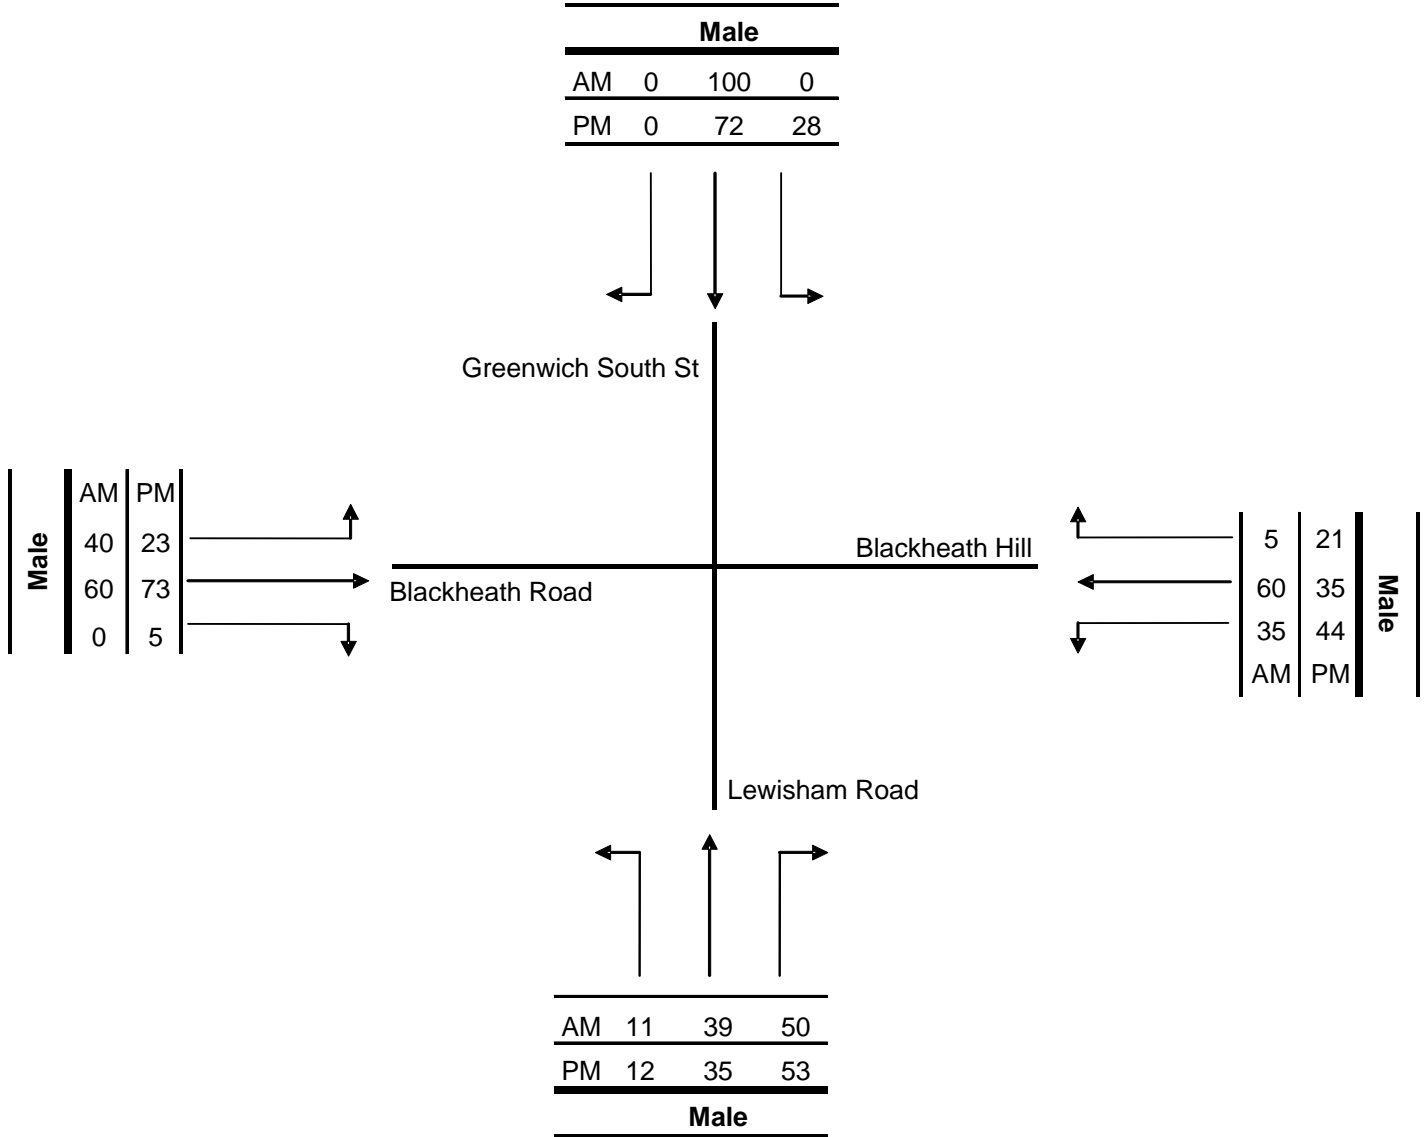 Male
AM 0 100 0
PM 0 72 28
Greenwich South St
Male
AM PM
40 23
60 73
0 5
Blackheath Road
Blackheath Hill
5 21
60 35
35 44
AM PM
Male
Lewisham Road
AM 11 39 50
PM 12 35 53
Male